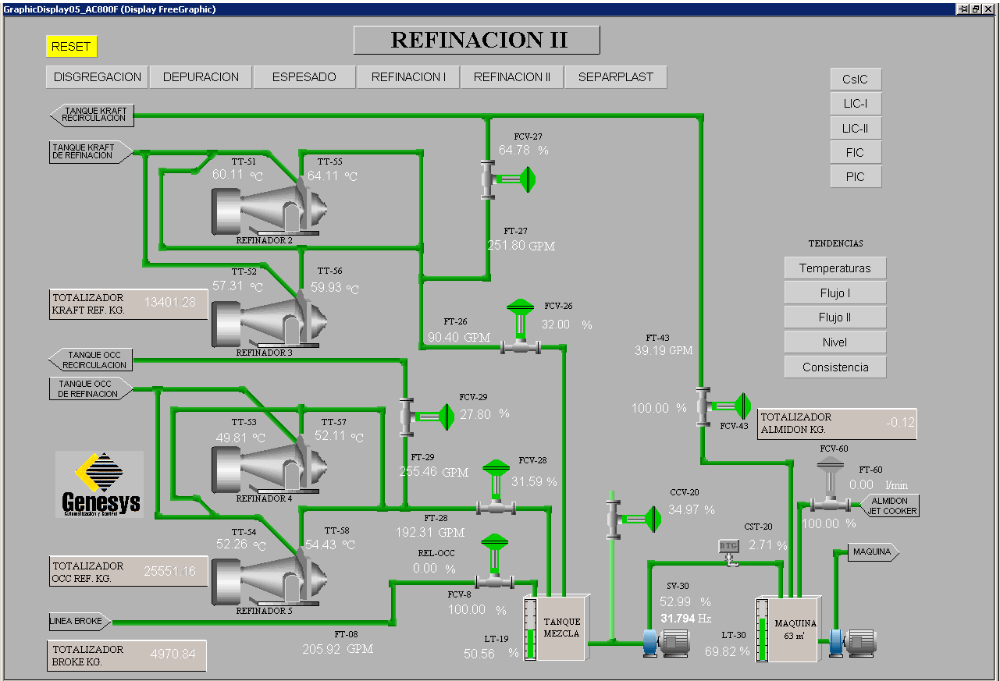 GraphicDisplay05_AC800F (Display FreeGraphic)
REFINACION II
RESET
DISGREGACION
DEPURACION
ESPESADO
REFINACION I
REFINACION II
SEPARPLAST
CsIC
LIC-I
LIC-II
FIC
PIC
TANQUE KRAFT
RECIRCULACION
TANQUE KRAFT
DE REFINACION
TT-51
60.11 ºC
TT-55
64.11 ºC
REFINADOR 2
FCV-27
64.78 %
FT-27
251.80 GPM
TT-52
57.31 ºC
TT-56
59.93 ºC
REFINADOR 3
TOTALIZADOR
KRAFT REF. KG.
13401.28
FT-26
90.40 GPM
FCV-26
32.00 %
TENDENCIAS
Temperaturas
Flujo I
Flujo II
Nivel
Consistencia
FT-43
39.19 GPM
100.00 %
FCV-43
TOTALIZADOR
ALMIDON KG.
-0.12
TANQUE OCC
RECIRCULACION
TANQUE OCC
DE REFINACION
TT-53
49.81 ºC
TT-57
52.11 ºC
REFINADOR 4
FCV-29
27.80 %
FT-29
255.46 GPM
FCV-28
31.59 %
FT-28
192.31 GPM
Genesys
Automatización y Control
TT-54
52.26 ºC
TT-58
54.43 ºC
REFINADOR 5
TOTALIZADOR
OCC REF. KG.
25551.16
REL-OCC
0.00 %
FCV-8
100.00 %
LINEA BROKE
FT-08
205.92 GPM
TOTALIZADOR
BROKE KG.
4970.84
TANQUE
MEZCLA
LT-19
50.56 %
CCV-20
34.97 %
SV-30
52.99 %
31.794 Hz
CST-20
BTG
2.71 %
FCV-60
FT-60
0.00 l/min
100.00 %
ALMIDON
JET COOKER
MAQUINA
MAQUINA
63 m³
LT-30
69.82 %